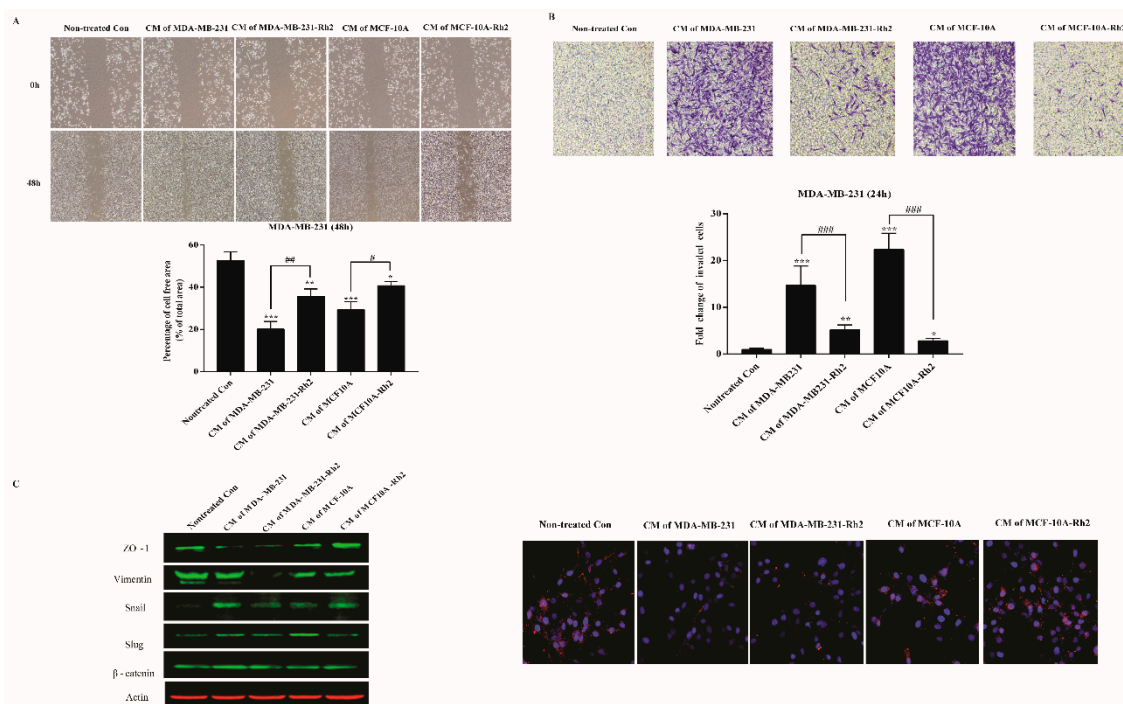 A
Non-treated Con CM of MDA-MB-231 CM of MDA-MB-231-Rh2 CM of MCF-10A CM of MCF-10A-Rh2
0h
48h
MDA-MB-231 (48h)
Percentage of cell free area
(% of total area)
60
40
20
0
***
##
**
***
#
*
Nontreated Con
CM of MDA-MB-231
CM of MDA-MB-231-Rh2
CM of MCF10A
CM of MCF10A-Rh2
B
Non-treated Con CM of MDA-MB-231 CM of MDA-MB-231-Rh2 CM of MCF-10A CM of MCF-10A-Rh2
MDA-MB-231 (24h)
Fold change of invaded cells
30
20
10
0
***
###
**
***
###
*
Nontreated Con
CM of MDA-MB231
CM of MDA-MB231-Rh2
CM of MCF10A
CM of MCF10A-Rh2
C
Nontreated Con
CM of MDA-MB-231
CM of MDA-MB-231-Rh2
CM of MCF-10A
CM of MCF10A -Rh2
ZO - 1
Vimentin
Snail
Slug
β - catenin
Actin
Non-treated Con CM of MDA-MB-231 CM of MDA-MB-231-Rh2 CM of MCF-10A CM of MCF-10A-Rh2